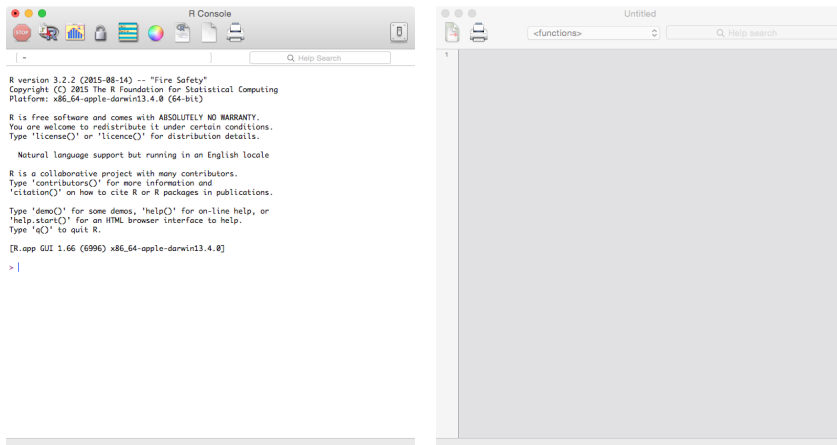 R Console
STOP
Help Search
R version 3.2.2 (2015-08-14) -- "Fire Safety"
Copyright (C) 2015 The R Foundation for Statistical Computing
Platform: x86_64-apple-darwin13.4.0 (64-bit)
R is free software and comes with ABSOLUTELY NO WARRANTY.
You are welcome to redistribute it under certain conditions.
Type 'license()' or 'licence()' for distribution details.
Natural language support but running in an English locale
R is a collaborative project with many contributors.
Type 'contributors()' for more information and
'citation()' on how to cite R or R packages in publications.
Type 'demo()' for some demos, 'help()' for on-line help, or
'help.start()' for an HTML browser interface to help.
Type 'q()' to quit R.
[R.app GUI 1.66 (6996) x86_64-apple-darwin13.4.0]
>
Untitled
<functions>
Help search
1